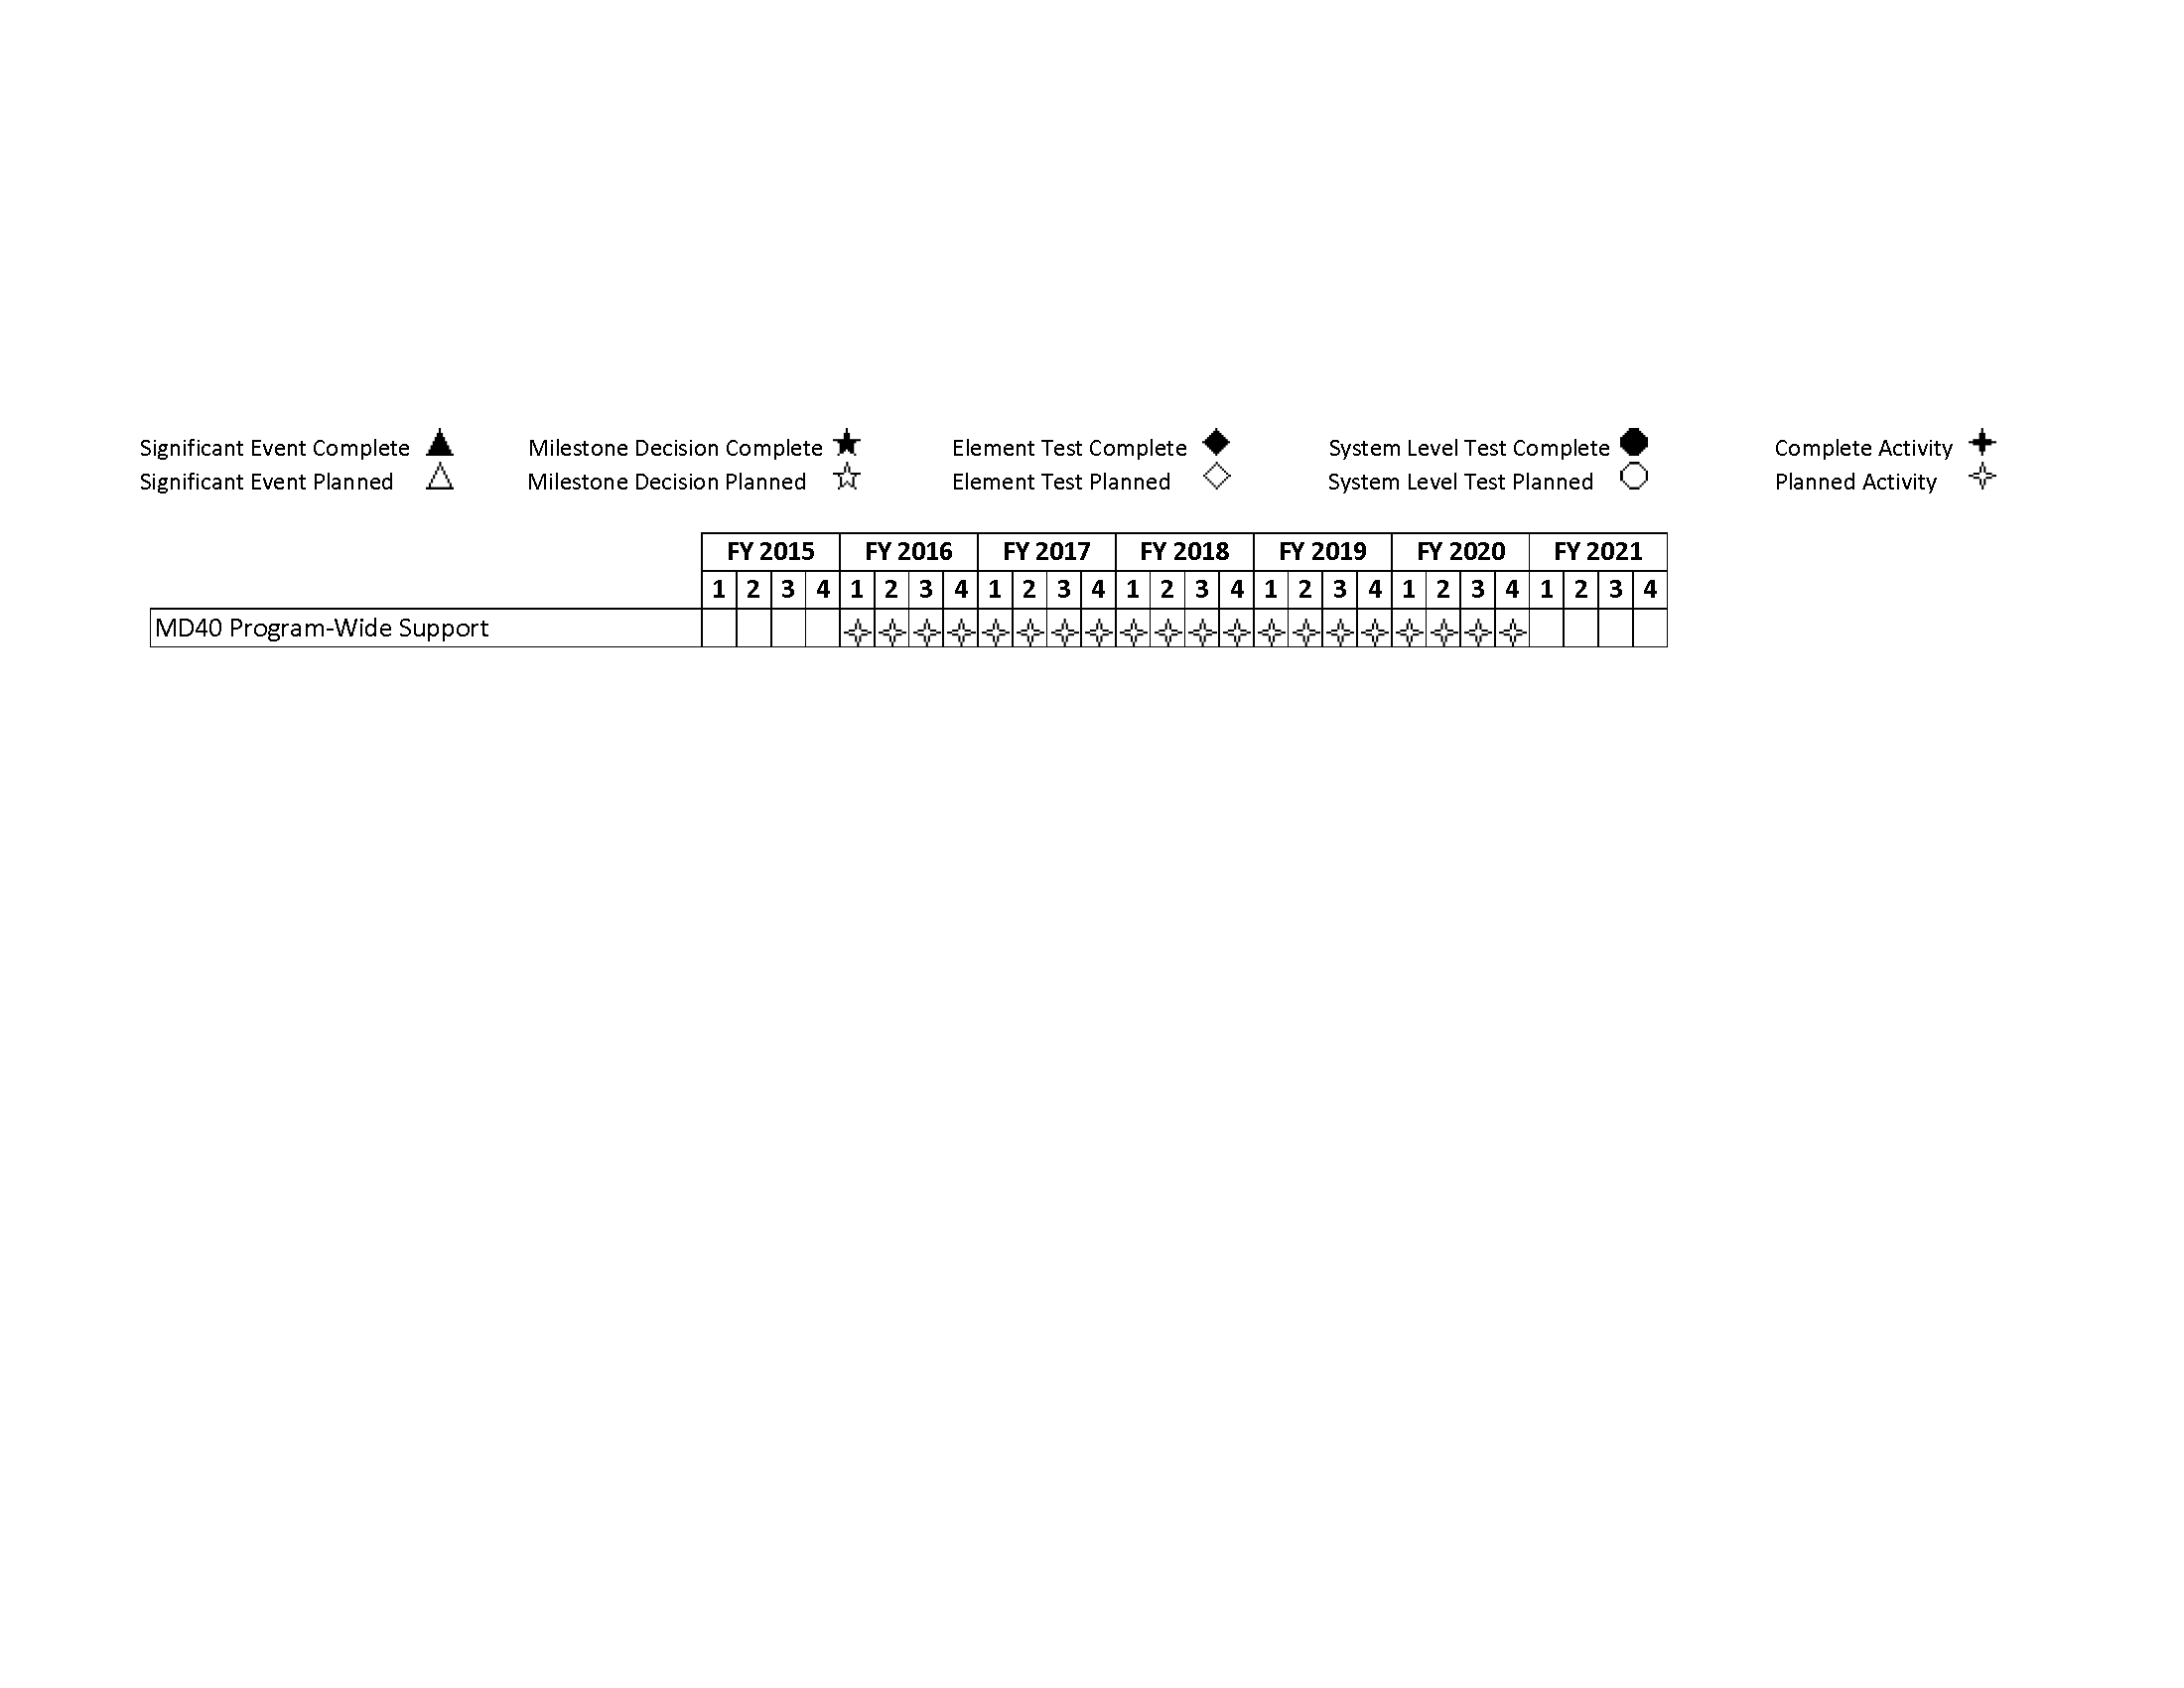 Significant Event Complete Milestone Decision Complete Element Test Complete System Level Test Complete Complete Activity
Significant Event Planned Milestone Decision Planned Element Test Planned System Level Test Planned Planned Activity
FY 2015 FY 2016 FY 2017 FY 2018 FY 2019 FY 2020 FY 2021
1 2 3 4 1 2 3 4 1 2 3 4 1 2 3 4 1 2 3 4 1 2 3 4 1 2 3 4
MD40 Program-Wide Support